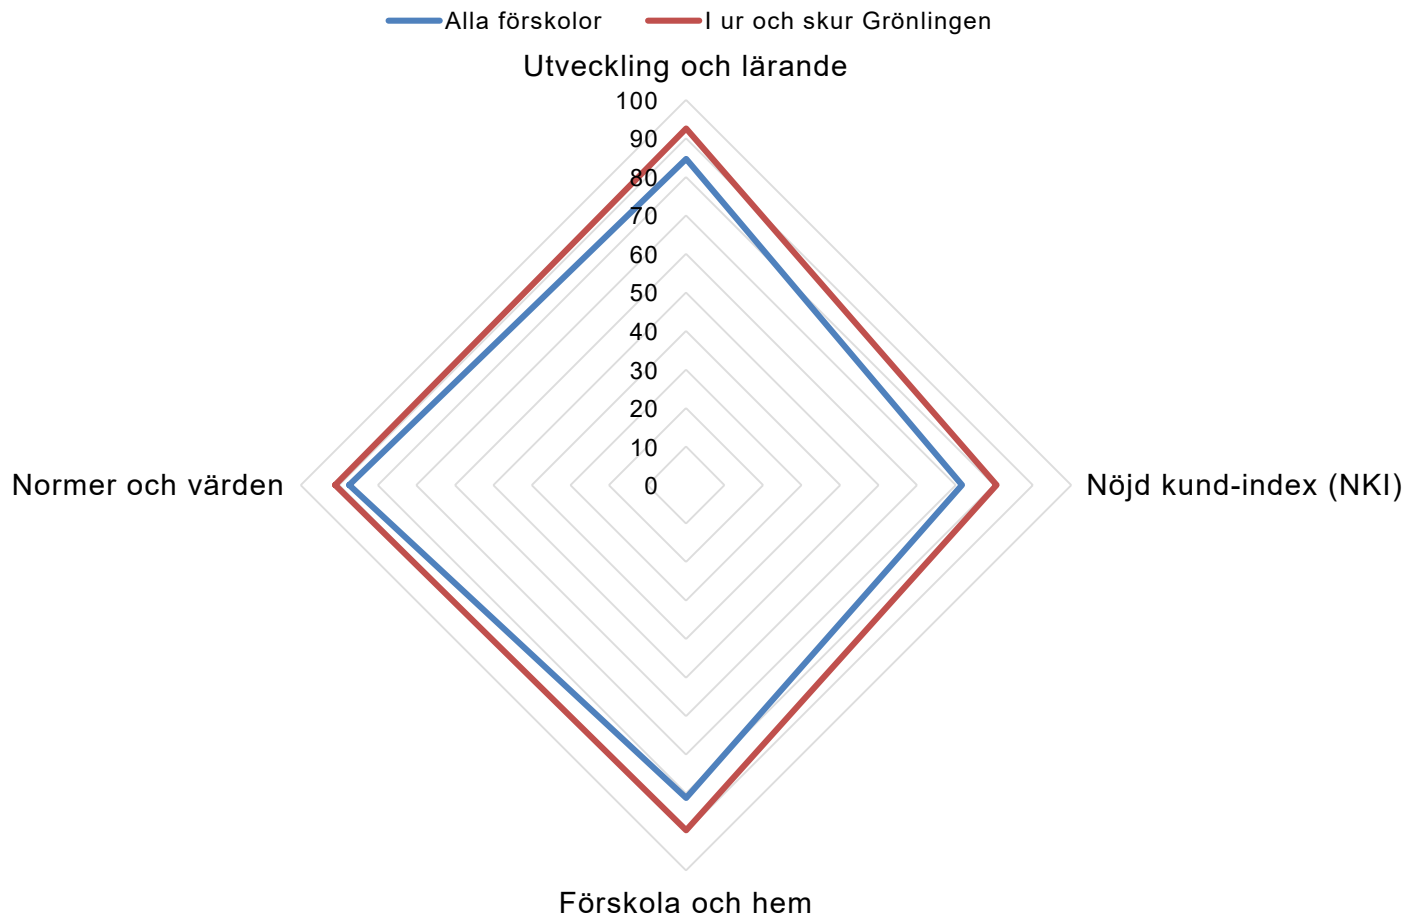 Alla förskolor I ur och skur Grönlingen
Utveckling och lärande
100
90
80
70
60
50
40
30
20
10
0
Normer och värden
Nöjd kund-index (NKI)
Förskola och hem